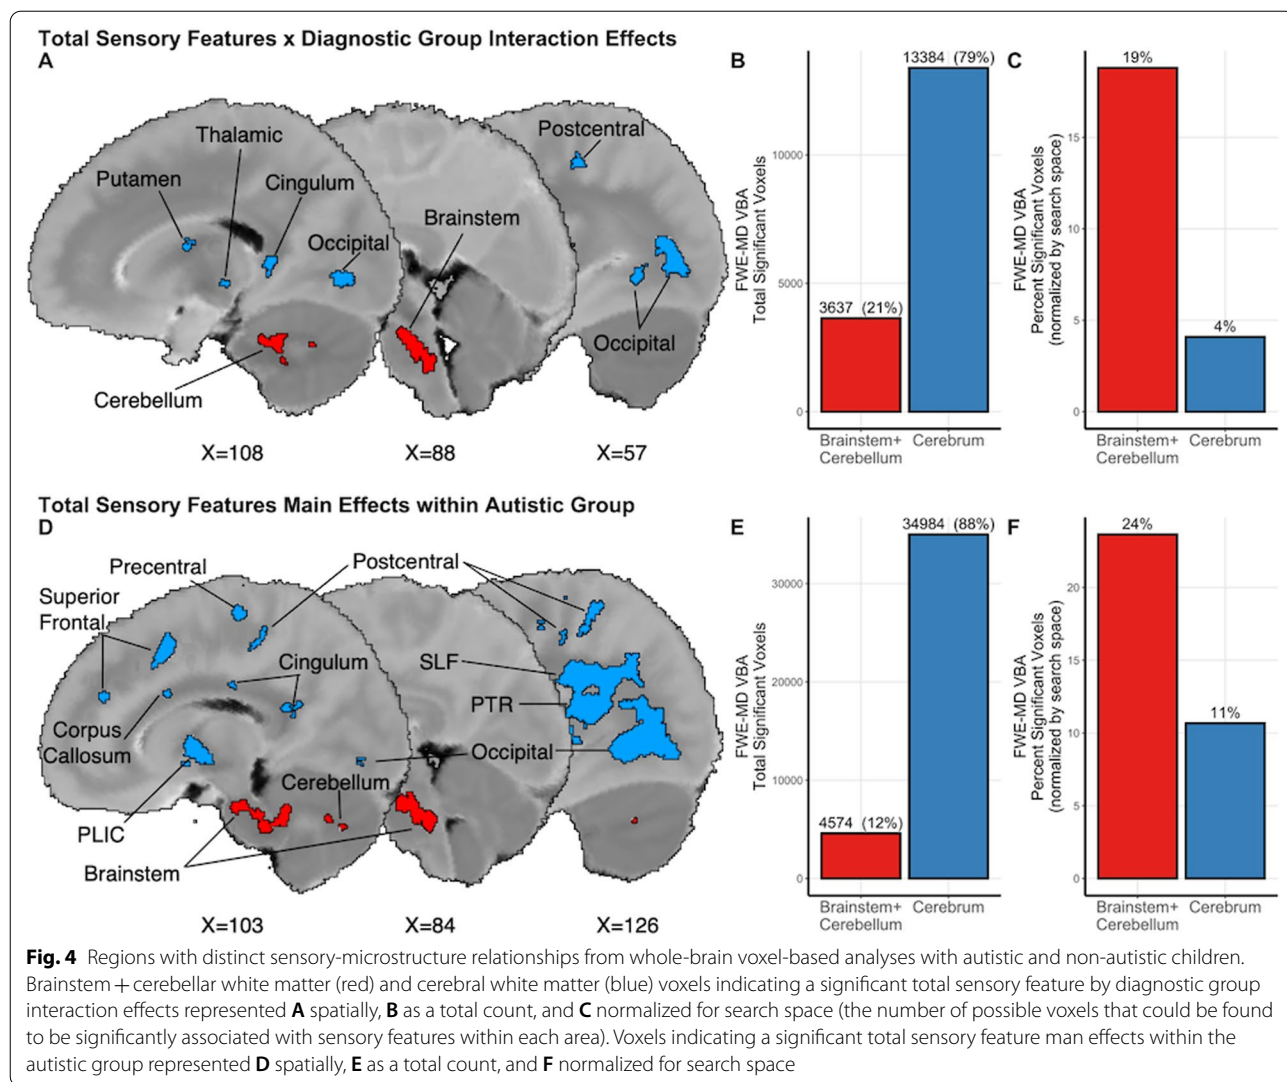 Total Sensory Features x Diagnostic Group Interaction Effects
A
Thalamic
Putamen
Cingulum
Occipital
Brainstem
Postcentral
Occipital
Cerebellum
X=108
X=88
X=57
B
13384 (79%)
3637 (21%)
FWE-MD VBA
Total Significant Voxels
10000
5000
0
Brainstem+
Cerebellum
Cerebrum
C
19%
4%
FWE-MD VBA
Percent Significant Voxels
(normalized by search space)
15
10
5
0
Brainstem+
Cerebellum
Cerebrum
Total Sensory Features Main Effects within Autistic Group
D
Precentral
Postcentral
Superior
Frontal
Cingulum
SLF
PTR
Corpus
Callosum
Occipital
Cerebellum
PLIC
Brainstem
X=103
X=84
X=126
E
34984 (88%)
4574 (12%)
FWE-MD VBA
Total Significant Voxels
30000
20000
10000
0
Brainstem+
Cerebellum
Cerebrum
F
24%
11%
FWE-MD VBA
Percent Significant Voxels
(normalized by search space)
20
15
10
5
0
Brainstem+
Cerebellum
Cerebrum
Fig. 4 Regions with distinct sensory-microstructure relationships from whole-brain voxel-based analyses with autistic and non-autistic children.
Brainstem + cerebellar white matter (red) and cerebral white matter (blue) voxels indicating a significant total sensory feature by diagnostic group
interaction effects represented A spatially, B as a total count, and C normalized for search space (the number of possible voxels that could be found
to be significantly associated with sensory features within each area). Voxels indicating a significant total sensory feature man effects within the
autistic group represented D spatially, E as a total count, and F normalized for search space